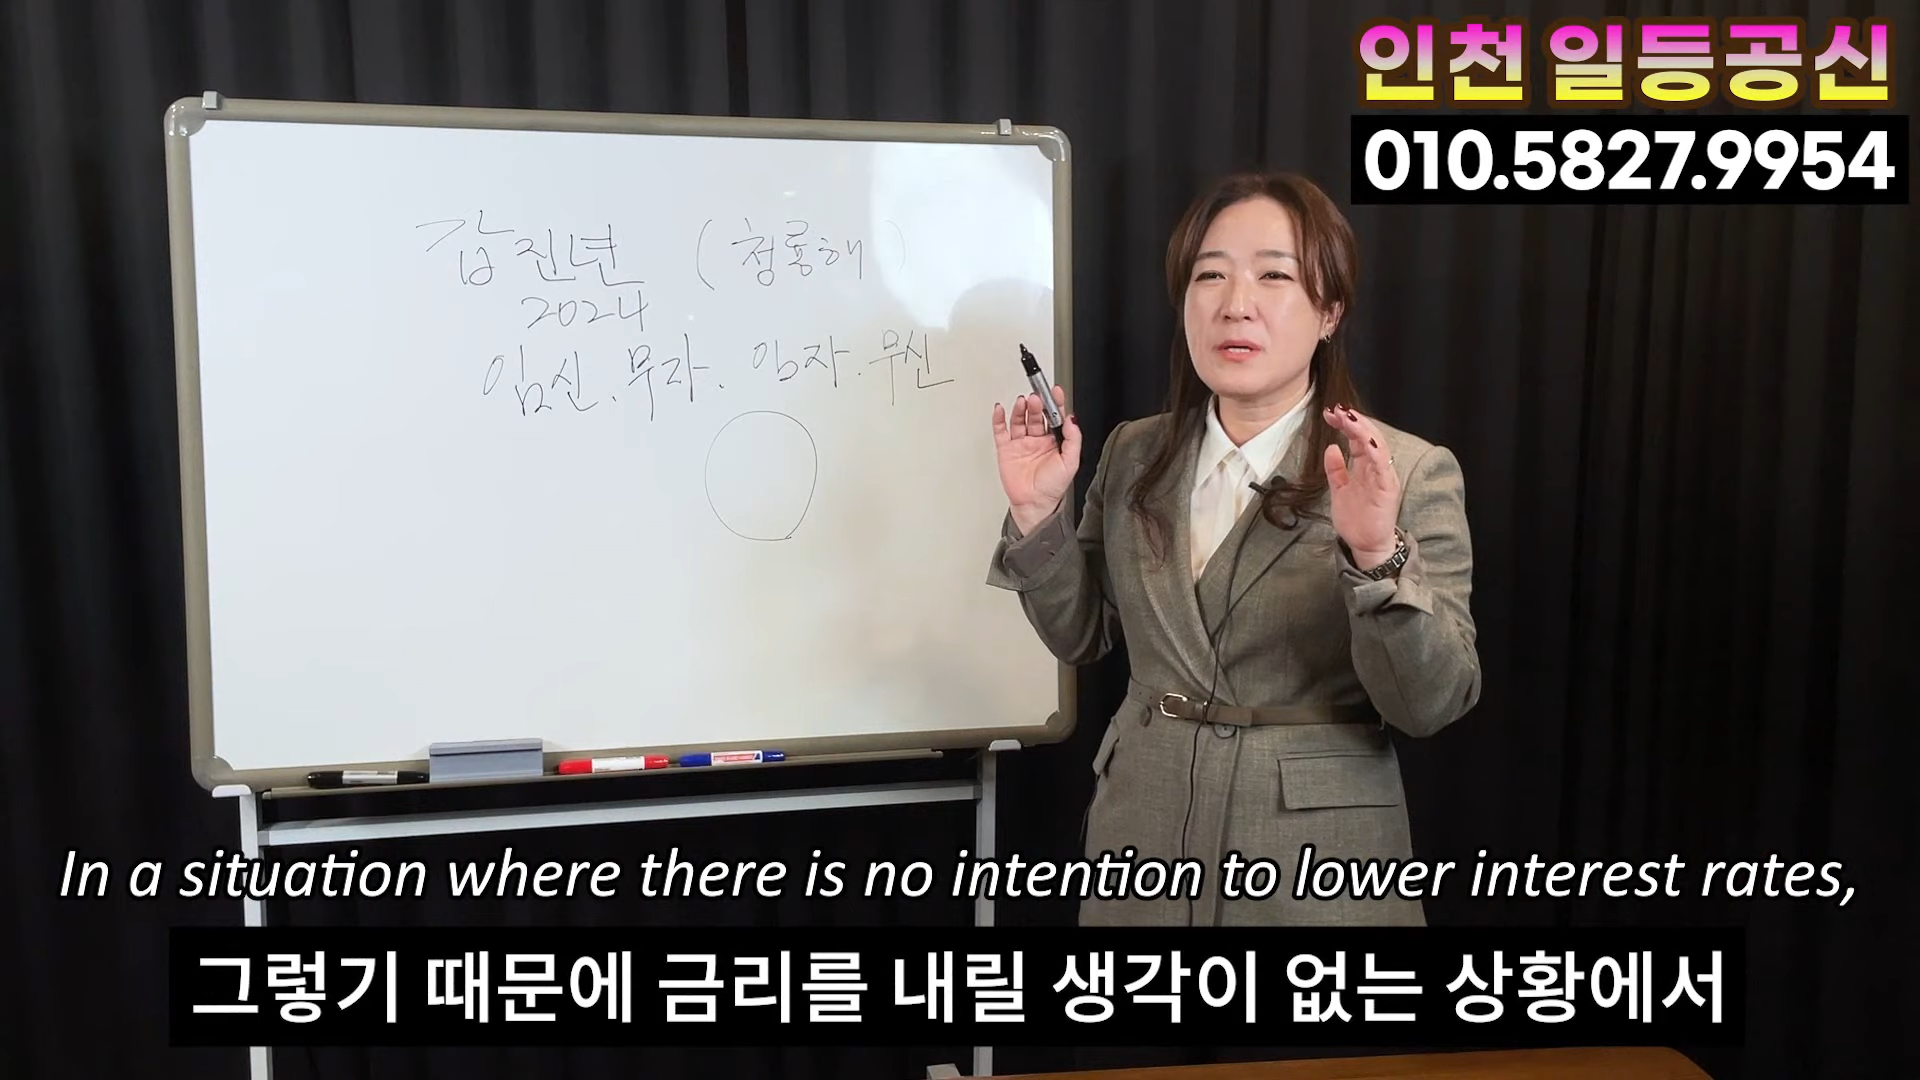 인천 일등공신
010.5827.9954
갑진년 (청룡해)
2024
임신. 무자. 임자. 무신
In a situation where there is no intention to lower interest rates,
그렇기 때문에 금리를 내릴 생각이 없는 상황에서